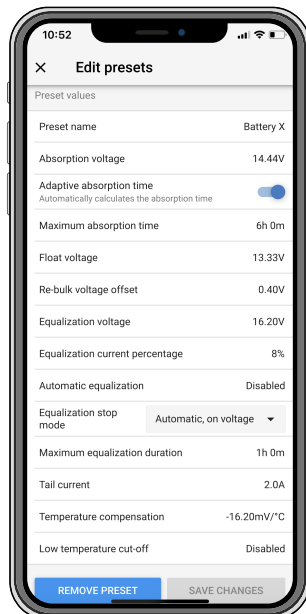 10:52
Edit presets
Preset values
Preset name Battery X
Absorption voltage 14.44V
Adaptive absorption time
Automatically calculates the absorption time
Maximum absorption time 6h 0m
Float voltage 13.33V
Re-bulk voltage offset 0.40V
Equalization voltage 16.20V
Equalization current percentage 8%
Automatic equalization Disabled
Equalization stop
mode Automatic, on voltage
Maximum equalization duration 1h 0m
Tail current 2.0A
Temperature compensation -16.20mV/°C
Low temperature cut-off Disabled
REMOVE PRESET SAVE CHANGES